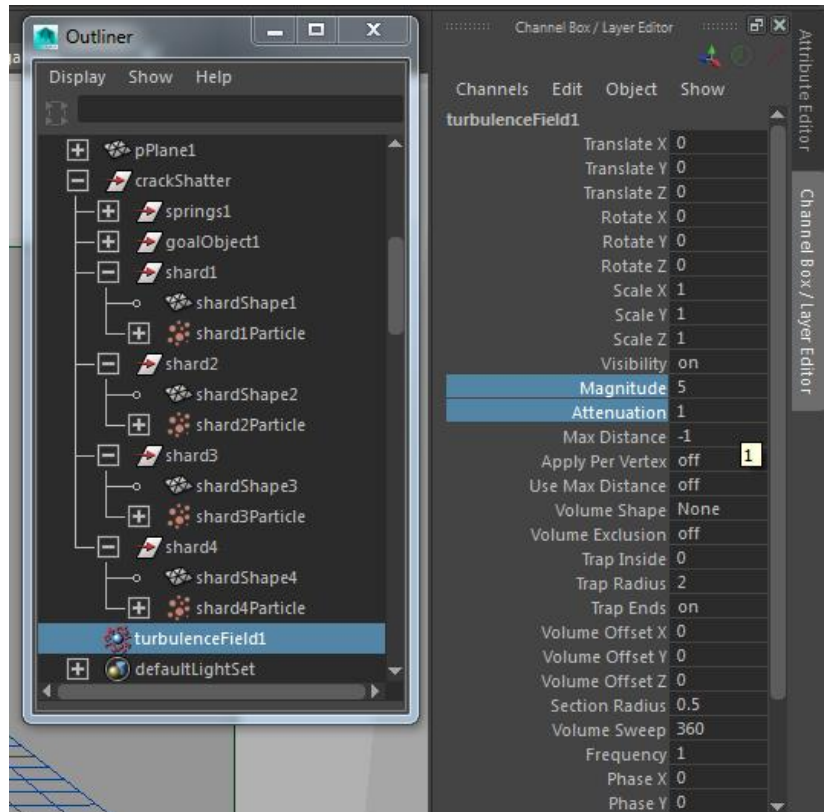 Outliner
Display Show Help
pPlane1
crackShatter
springs1
goalObject1
shard1
shardShape1
shard1Particle
shard2
shardShape2
shard2Particle
shard3
shardShape3
shard3Particle
shard4
shardShape4
shard4Particle
turbulenceField1
defaultLightSet
Channel Box / Layer Editor
Channels Edit Object Show
turbulenceField1
Translate X 0
Translate Y 0
Translate Z 0
Rotate X 0
Rotate Y 0
Rotate Z 0
Scale X 1
Scale Y 1
Scale Z 1
Visibility on
Magnitude 5
Attenuation 1
Max Distance -1
1
Apply Per Vertex off
Use Max Distance off
Volume Shape None
Volume Exclusion off
Trap Inside 0
Trap Radius 2
Trap Ends on
Volume Offset X 0
Volume Offset Y 0
Volume Offset Z 0
Section Radius 0.5
Volume Sweep 360
Frequency 1
Phase X 0
Phase Y 0
Attribute Editor
Channel Box / Layer Editor